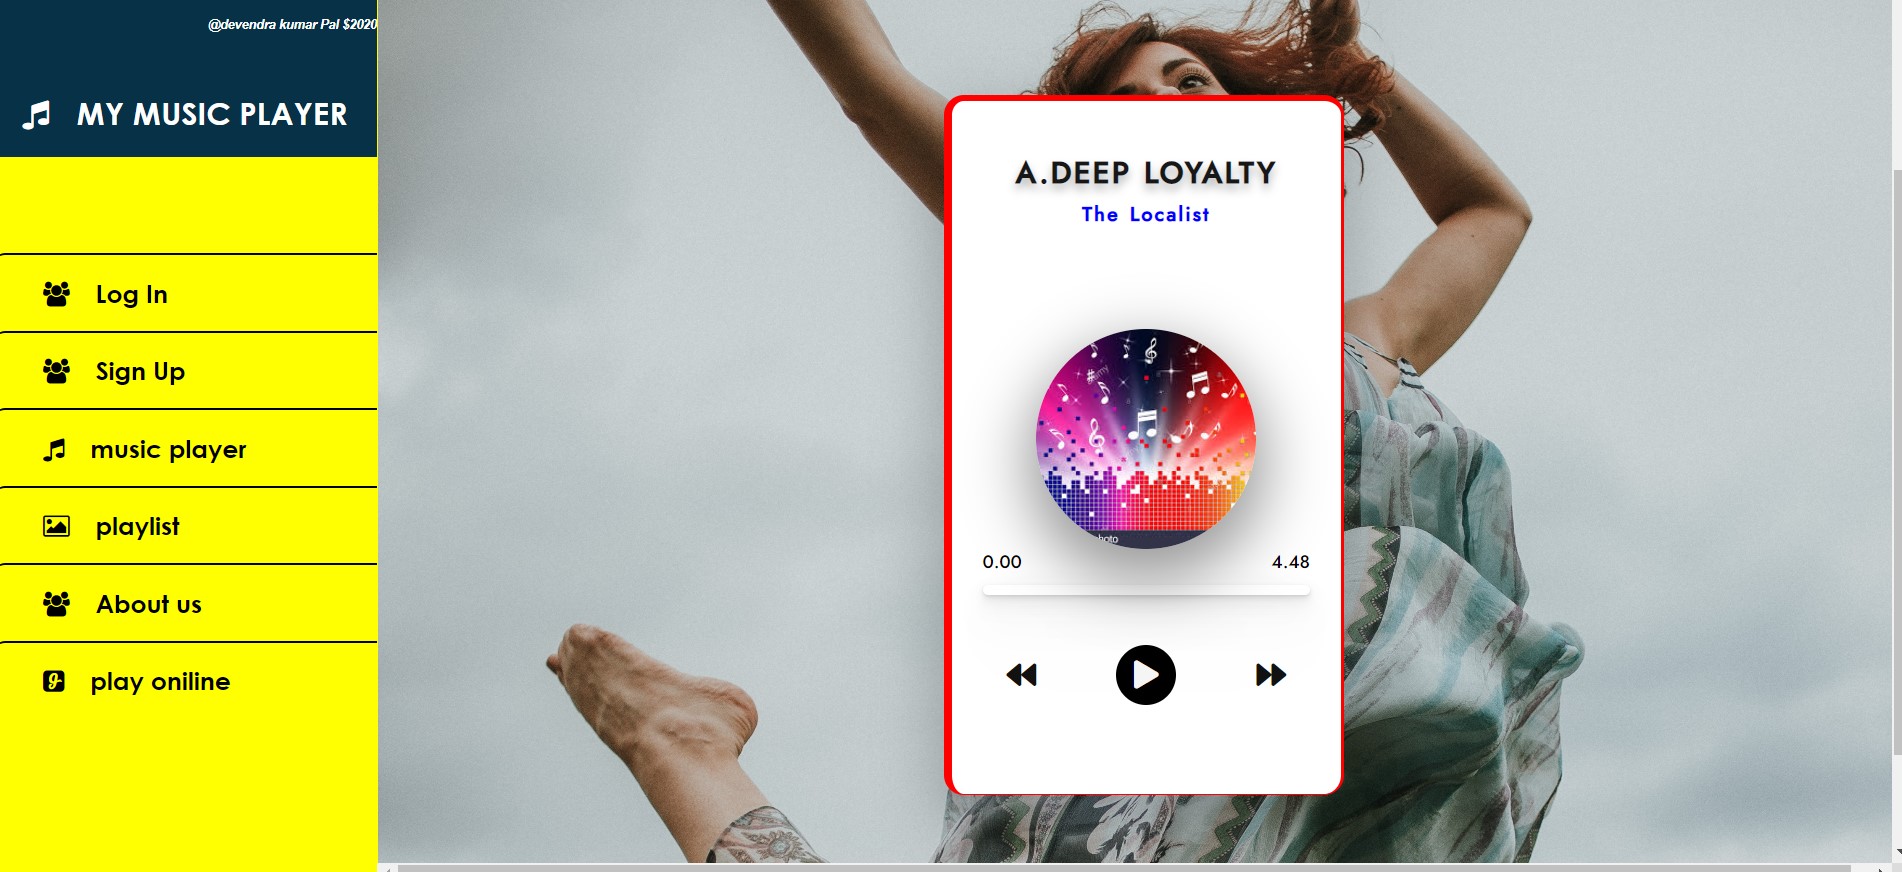 @devendra kumar Pal $2020
MY MUSIC PLAYER
Log In
Sign Up
music player
playlist
About us
play oniline
A.DEEP LOYALTY
The Localist
hoto
0.00
4.48